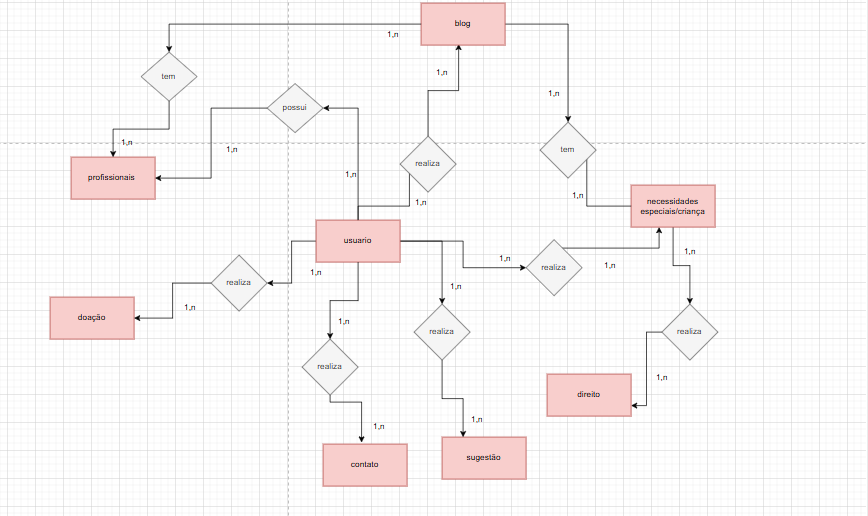 blog
1,n
tem
1,n
1,n
possui
1,n
1,n
1,n
tem
realiza
profissionais
1,n
1,n
1,n
necessidades
especiais/criança
usuario
1,n
1,n
1,n
realiza
1,n
realiza
1,n
doação
1,n
1,n
realiza
realiza
realiza
1,n
direito
1,n
1,n
contato
sugestão